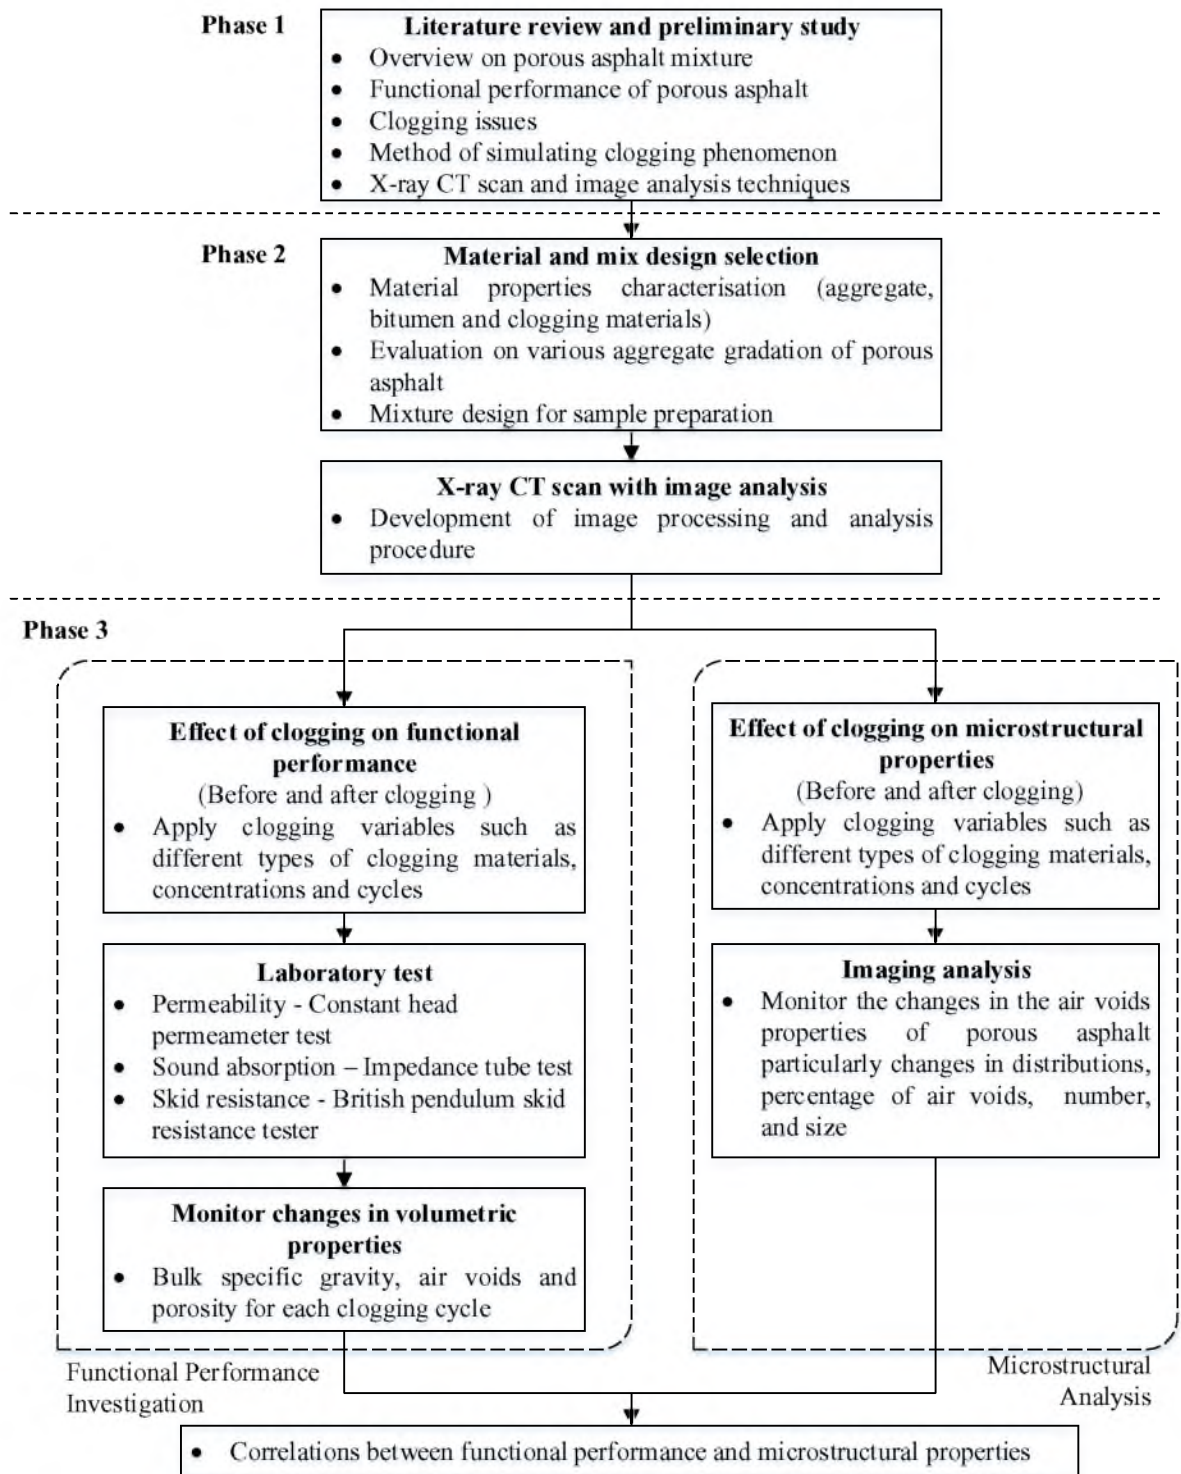 Phase 1
Literature review and preliminary study
• Overview on porous asphalt mixture
• Functional performance of porous asphalt
• Clogging issues
• Method of simulating clogging phenomenon
• X-ray CT scan and image analysis techniques
Phase 2
Material and mix design selection
• Material properties characterisation (aggregate,
bitumen and clogging materials)
• Evaluation on various aggregate gradation of porous
asphalt
• Mixture design for sample preparation
X-ray CT scan with image analysis
• Development of image processing and analysis
procedure
Phase 3
Effect of clogging on functional
performance
(Before and after clogging )
• Apply clogging variables such as
different types of clogging materials,
concentrations and cycles
Laboratory test
• Permeability - Constant head
permeameter test
• Sound absorption – Impedance tube test
• Skid resistance - British pendulum skid
resistance tester
Monitor changes in volumetric
properties
• Bulk specific gravity, air voids and
porosity for each clogging cycle
Functional Performance
Investigation
Effect of clogging on microstructural
properties
(Before and after clogging)
• Apply clogging variables such as
different types of clogging materials,
concentrations and cycles
Imaging analysis
• Monitor the changes in the air voids
properties of porous asphalt
particularly changes in distributions,
percentage of air voids, number,
and size
Microstructural
Analysis
• Correlations between functional performance and microstructural properties